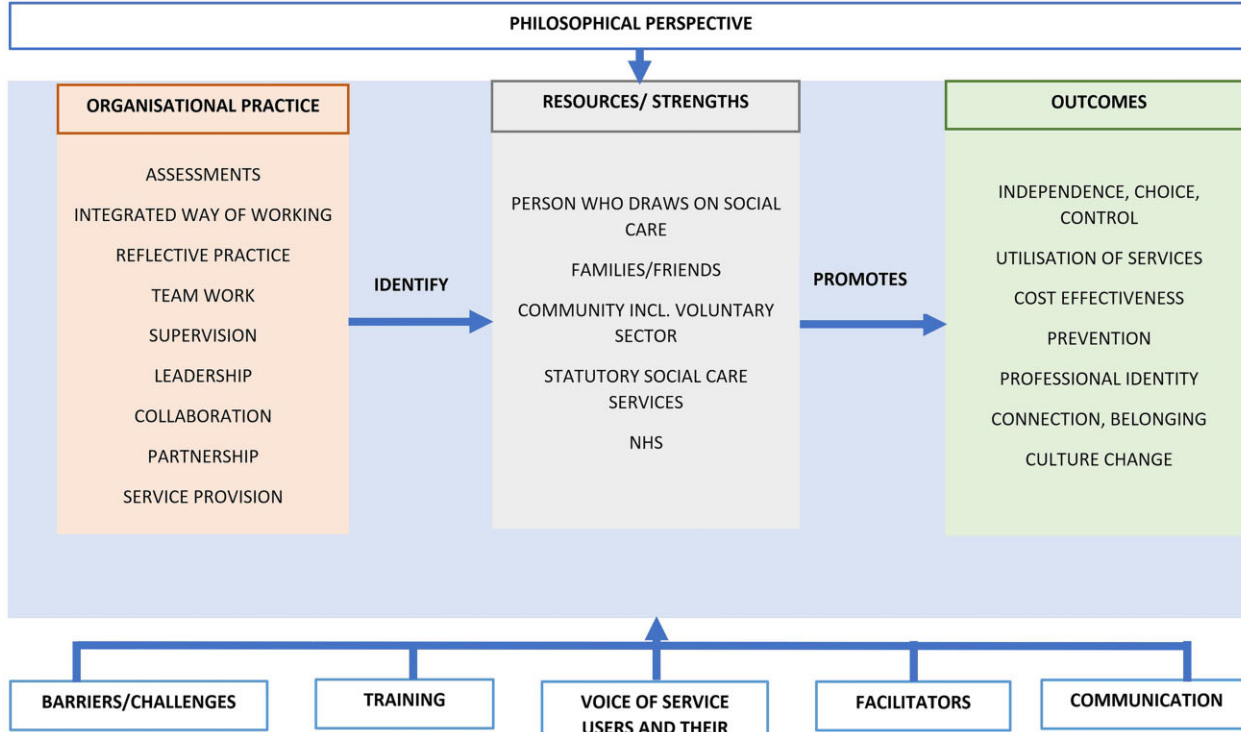 PHILOSOPHICAL PERSPECTIVE
ORGANISATIONAL PRACTICE
ASSESSMENTS
INTEGRATED WAY OF WORKING
REFLECTIVE PRACTICE
TEAM WORK
SUPERVISION
LEADERSHIP
COLLABORATION
PARTNERSHIP
SERVICE PROVISION
IDENTIFY
RESOURCES/ STRENGTHS
PERSON WHO DRAWS ON SOCIAL
CARE
FAMILIES/FRIENDS
COMMUNITY INCL. VOLUNTARY
SECTOR
STATUTORY SOCIAL CARE
SERVICES
NHS
PROMOTES
OUTCOMES
INDEPENDENCE, CHOICE,
CONTROL
UTILISATION OF SERVICES
COST EFFECTIVENESS
PREVENTION
PROFESSIONAL IDENTITY
CONNECTION, BELONGING
CULTURE CHANGE
BARRIERS/CHALLENGES
TRAINING
VOICE OF SERVICE
USERS AND THEIR
FACILITATORS
COMMUNICATION